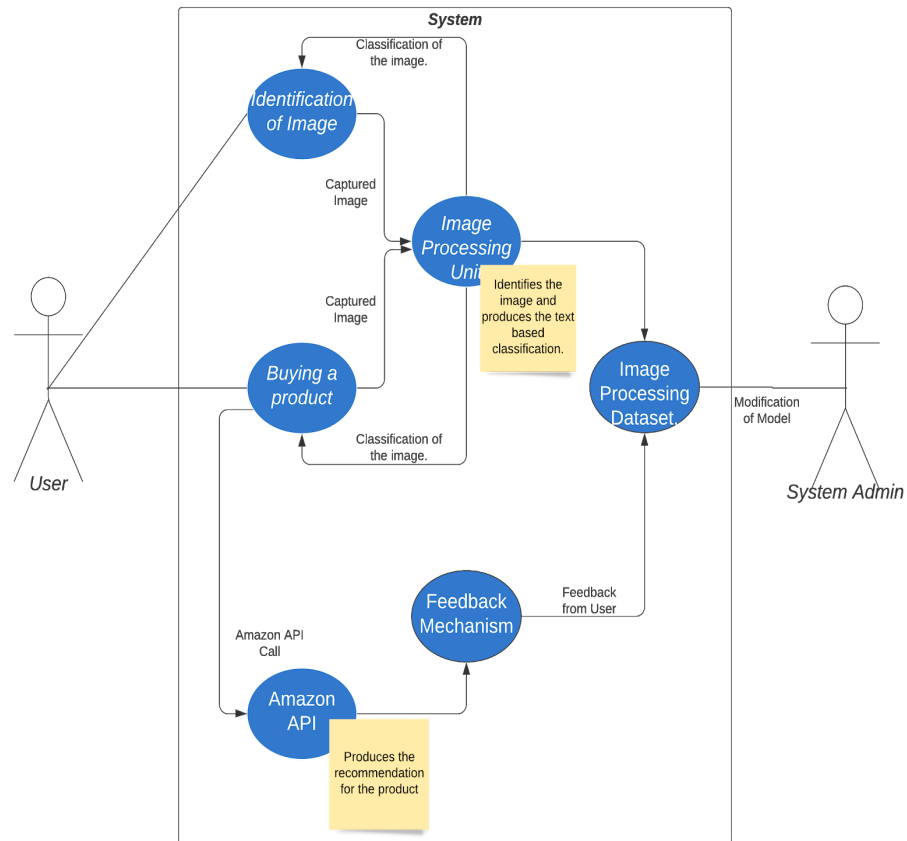 System
Classification of
the image.
Identification
of Image
Captured
Image
Image
Processing
Unit
Identifies the
image and
produces the text
based
classification.
Captured
Image
Buying a
product
Image
Processing
Dataset.
Modification
of Model
Classification of
the image.
User
System Admin
Feedback
Mechanism
Feedback
from User
Amazon API
Call
Amazon
API
Produces the
recommendation
for the product